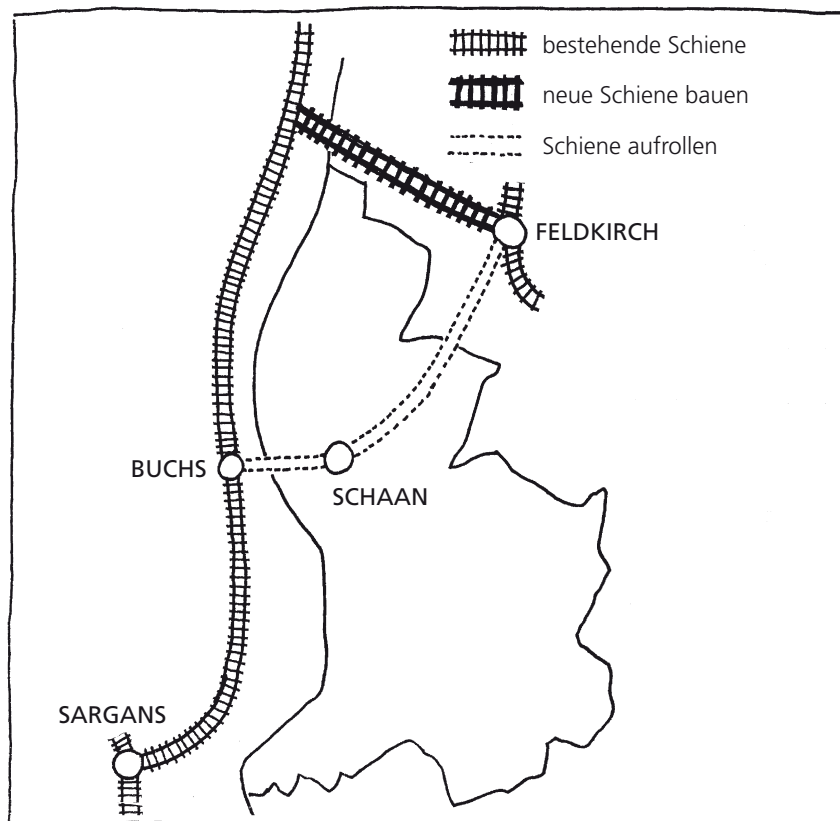 bestehende Schiene
neue Schiene bauen
Schiene aufrollen
FELDKIRCH
BUCHS
SCHAAN
SARGANS